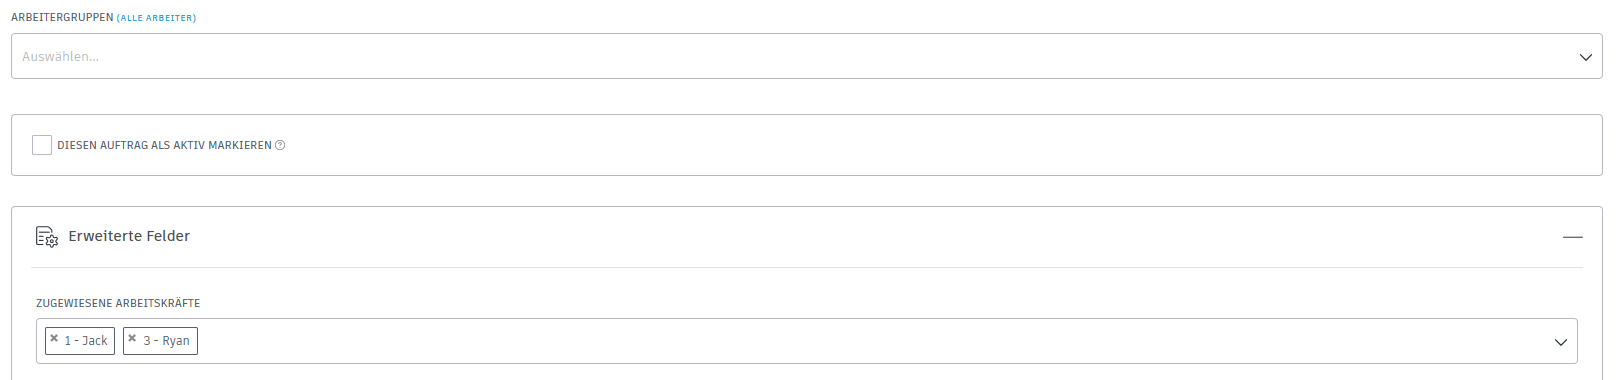 ARBEITERGRUPPEN (ALLE ARBEITER)
Auswählen...
DIESEN AUFTRAG ALS AKTIV MARKIEREN
Erweiterte Felder
ZUGEWIESENE ARBEITSKRÄFTE
× 1 - Jack × 3 - Ryan